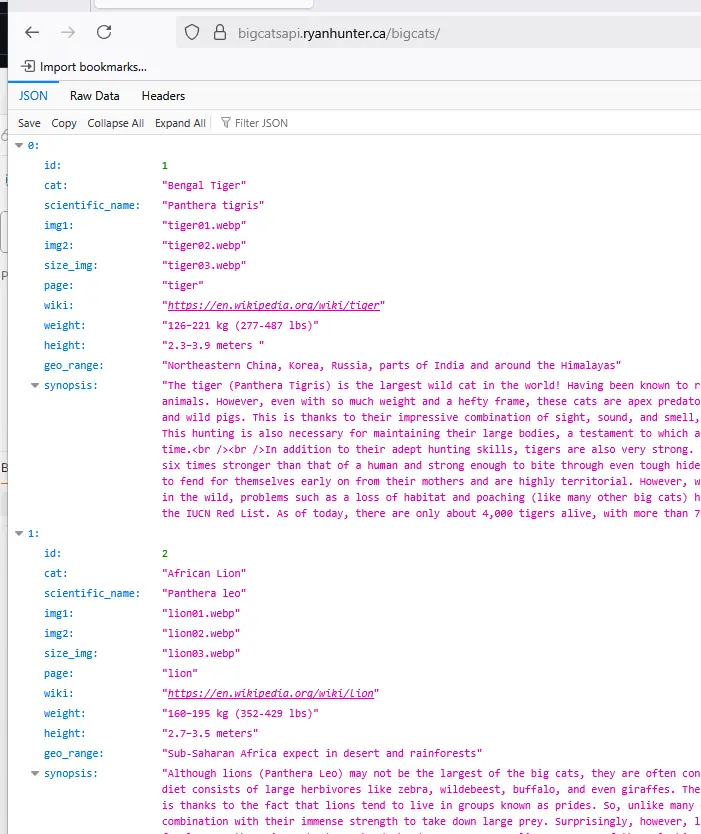 bigcatsapi.ryanhunter.ca/bigcats/
Import bookmarks...
JSON Raw Data Headers
Save Copy Collapse All Expand All Filter JSON
0:
id: 1
cat: "Bengal Tiger"
scientific_name: "Panthera tigris"
img1: "tiger01.webp"
img2: "tiger02.webp"
size_img: "tiger03.webp"
page: "tiger"
wiki: "https://en.wikipedia.org/wiki/tiger"
weight: "126–221 kg (277-487 lbs)"
height: "2.3–3.9 meters "
geo_range: "Northeastern China, Korea, Russia, parts of India and around the Himalayas"
synopsis: "The tiger (Panthera Tigris) is the largest wild cat in the world! Having been known to r
animals. However, even with so much weight and a hefty frame, these cats are apex predato
and wild pigs. This is thanks to their impressive combination of sight, sound, and smell,
This hunting is also necessary for maintaining their large bodies, a testament to which a
time.<br /><br />In addition to their adept hunting skills, tigers are also very strong.
six times stronger than that of a human and strong enough to bite through even tough hide
to fend for themselves early on from their mothers and are highly territorial. However, w
in the wild, problems such as a loss of habitat and poaching (like many other big cats) h
the IUCN Red List. As of today, there are only about 4,000 tigers alive, with more than 7
1:
id: 2
cat: "African Lion"
scientific_name: "Panthera leo"
img1: "lion01.webp"
img2: "lion02.webp"
size_img: "lion03.webp"
page: "lion"
wiki: "https://en.wikipedia.org/wiki/lion"
weight: "160–195 kg (352-429 lbs)"
height: "2.7–3.5 meters"
geo_range: "Sub-Saharan Africa expect in desert and rainforests"
synopsis: "Although lions (Panthera Leo) may not be the largest of the big cats, they are often con
diet consists of large herbivores like zebra, wildebeest, buffalo, and even giraffes. The
is thanks to the fact that lions tend to live in groups known as prides. So, unlike many
combination with their immense strength to take down large prey. Surprisingly, however, l